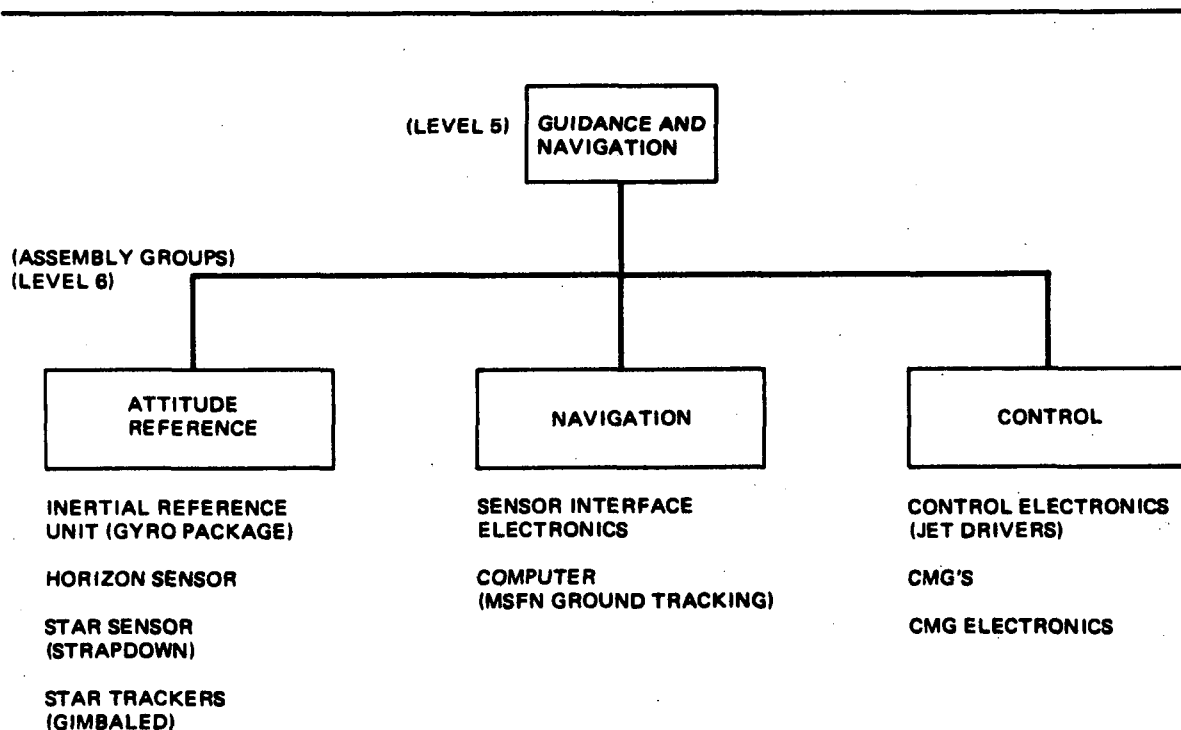 (LEVEL 5)
GUIDANCE AND
NAVIGATION
(ASSEMBLY GROUPS)
(LEVEL 6)
ATTITUDE
REFERENCE
INERTIAL REFERENCE
UNIT (GYRO PACKAGE)
HORIZON SENSOR
STAR SENSOR
(STRAPDOWN)
STAR TRACKERS
(GIMBALED)
NAVIGATION
SENSOR INTERFACE
ELECTRONICS
COMPUTER
(MSFN GROUND TRACKING)
CONTROL
CONTROL ELECTRONICS
(JET DRIVERS)
CMG'S
CMG ELECTRONICS